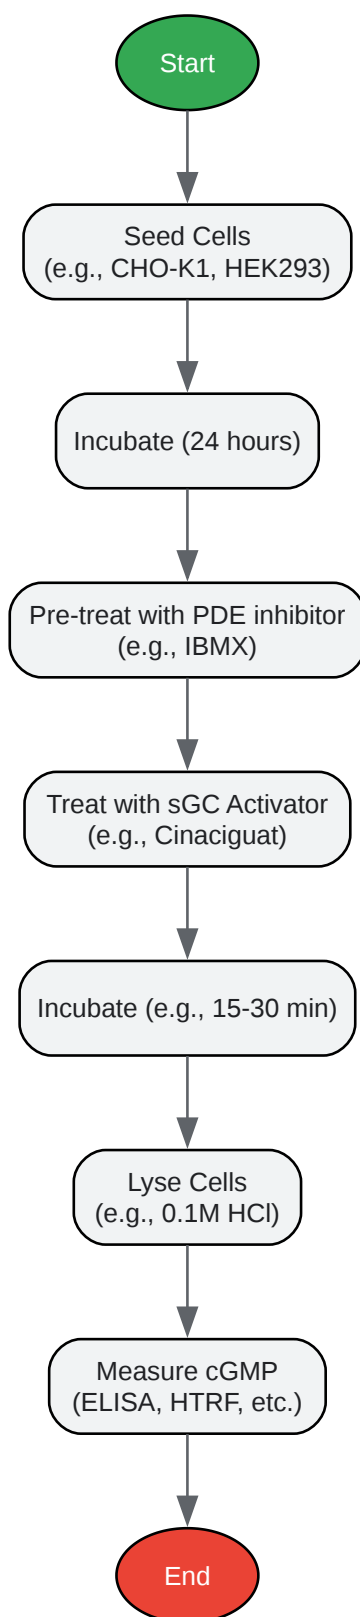 Start
Seed Cells
(e.g., CHO-K1, HEK293)
Incubate (24 hours)
Pre-treat with PDE inhibitor
(e.g., IBMX)
Treat with sGC Activator
(e.g., Cinaciguat)
Incubate (e.g., 15-30 min)
Lyse Cells
(e.g., 0.1M HCl)
Measure cGMP
(ELISA, HTRF, etc.)
End